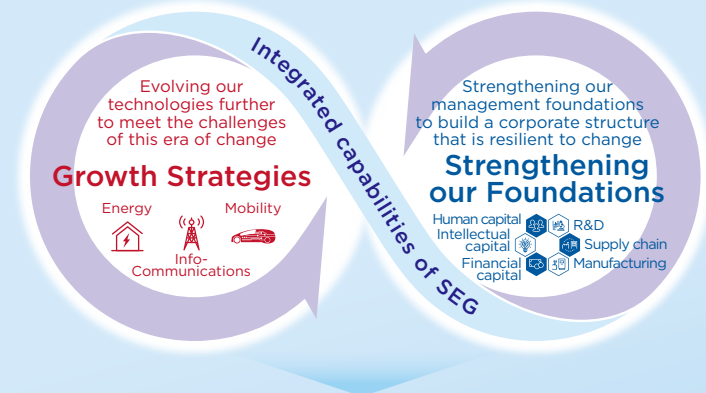 Integrated capabilities of SEG
Evolving our
technologies further
to meet the challenges
of this era of change
Growth Strategies
Energy
Mobility
Info-
Communications
Strengthening our
management foundations
to build a corporate structure
that is resilient to change
Strengthening
our Foundations
Human capital
R&D
Intellectual
capital
Supply chain
Financial
capital
Manufacturing